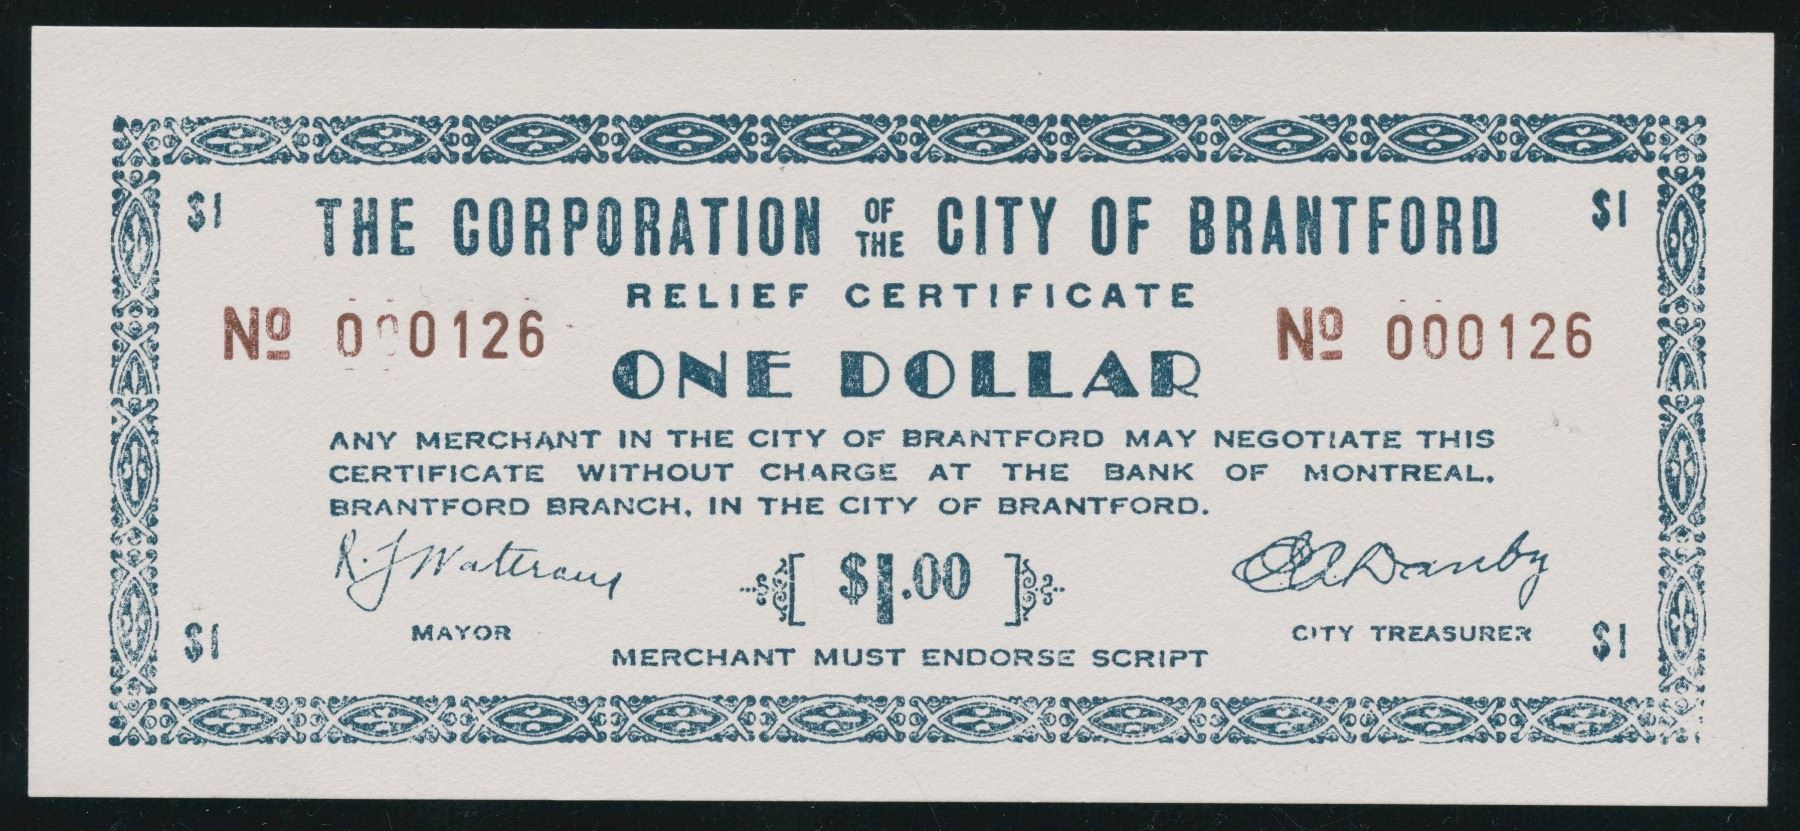 $1 THE CORPORATION OF THE CITY OF BRANTFORD $1
RELIEF CERTIFICATE
Nº 000126 Nº 000126
ONE DOLLAR
ANY MERCHANT IN THE CITY OF BRANTFORD MAY NEGOTIATE THIS
CERTIFICATE WITHOUT CHARGE AT THE BANK OF MONTREAL,
BRANTFORD BRANCH, IN THE CITY OF BRANTFORD.
R. J Waterous $1.00 Danby
MAYOR CITY TREASURER
$1 $1
MERCHANT MUST ENDORSE SCRIPT